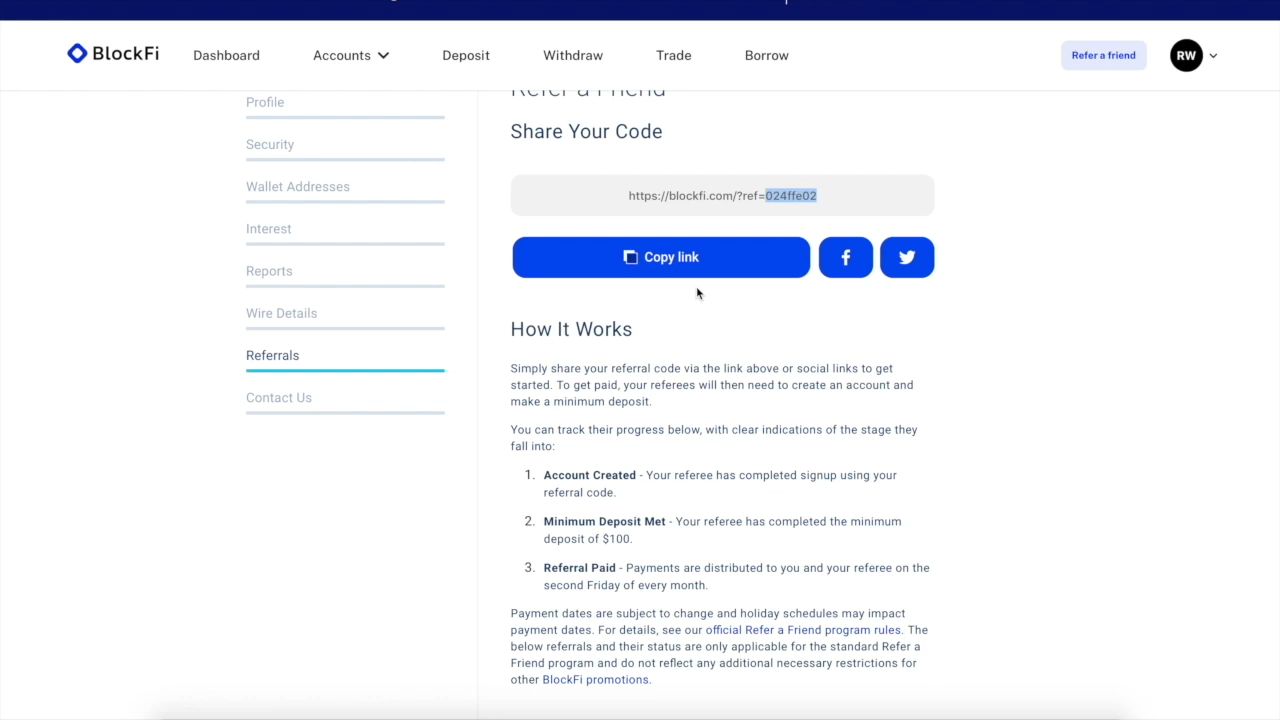 BlockFi
Dashboard
Accounts
Deposit
Withdraw
Trade
Borrow
Refer a friend
RW
Profile
Security
Wallet Addresses
Interest
Reports
Wire Details
Referrals
Contact Us
Refer a Friend
Share Your Code
https://blockfi.com/?ref=024ffe02
Copy link
How It Works
Simply share your referral code via the link above or social links to get
started. To get paid, your referees will then need to create an account and
make a minimum deposit.
You can track their progress below, with clear indications of the stage they
fall into:
1. Account Created - Your referee has completed signup using your
referral code.
2. Minimum Deposit Met - Your referee has completed the minimum
deposit of $100.
3. Referral Paid - Payments are distributed to you and your referee on the
second Friday of every month.
Payment dates are subject to change and holiday schedules may impact
payment dates. For details, see our official Refer a Friend program rules. The
below referrals and their status are only applicable for the standard Refer a
Friend program and do not reflect any additional necessary restrictions for
other BlockFi promotions.